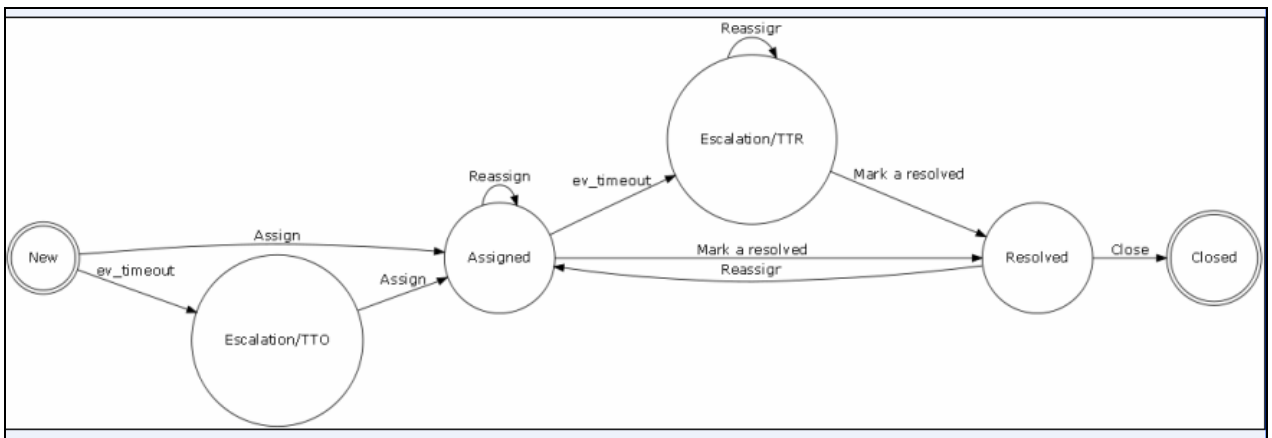 Reassigr
Escalation/TTR
Reassign
ev_timeout
Mark a resolved
Assign
New
Assigned
Mark a resolved
Resolved
Close
Closed
ev_timeout
Reassigr
Assign
Escalation/TTO